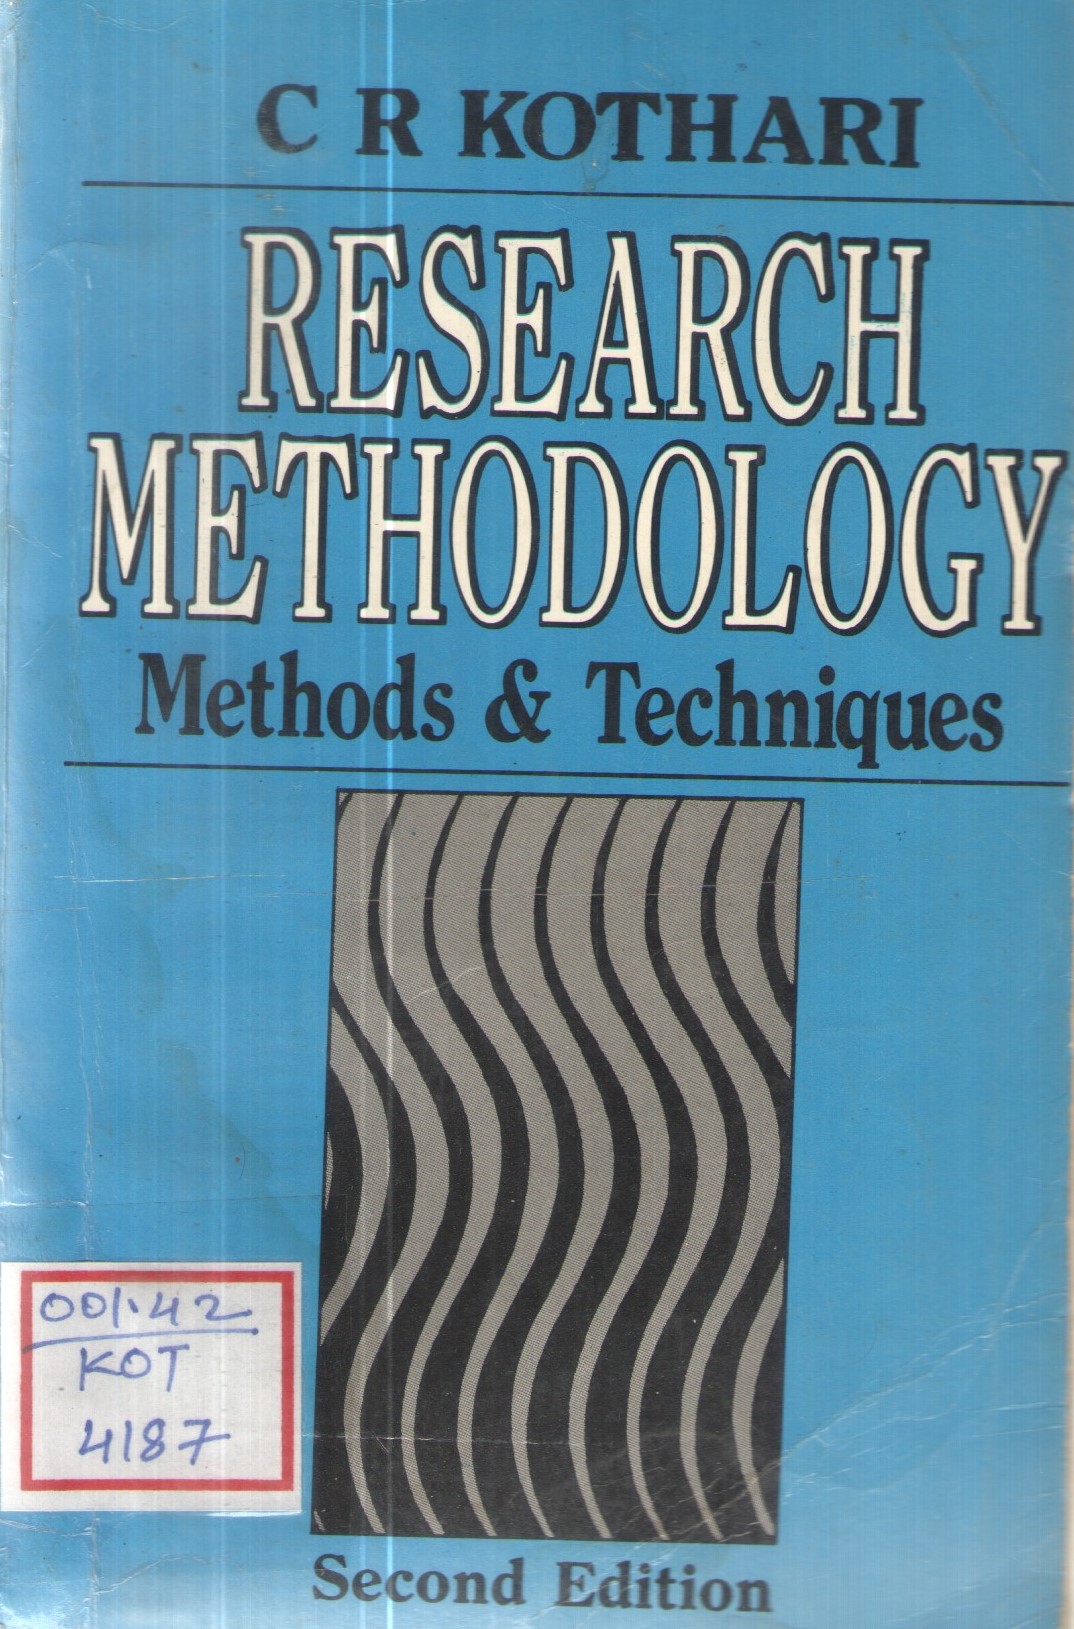 C R KOTHARI
RESEARCH
METHODOLOGY
Methods & Techniques
001.42
KOT
4187
Second Edition